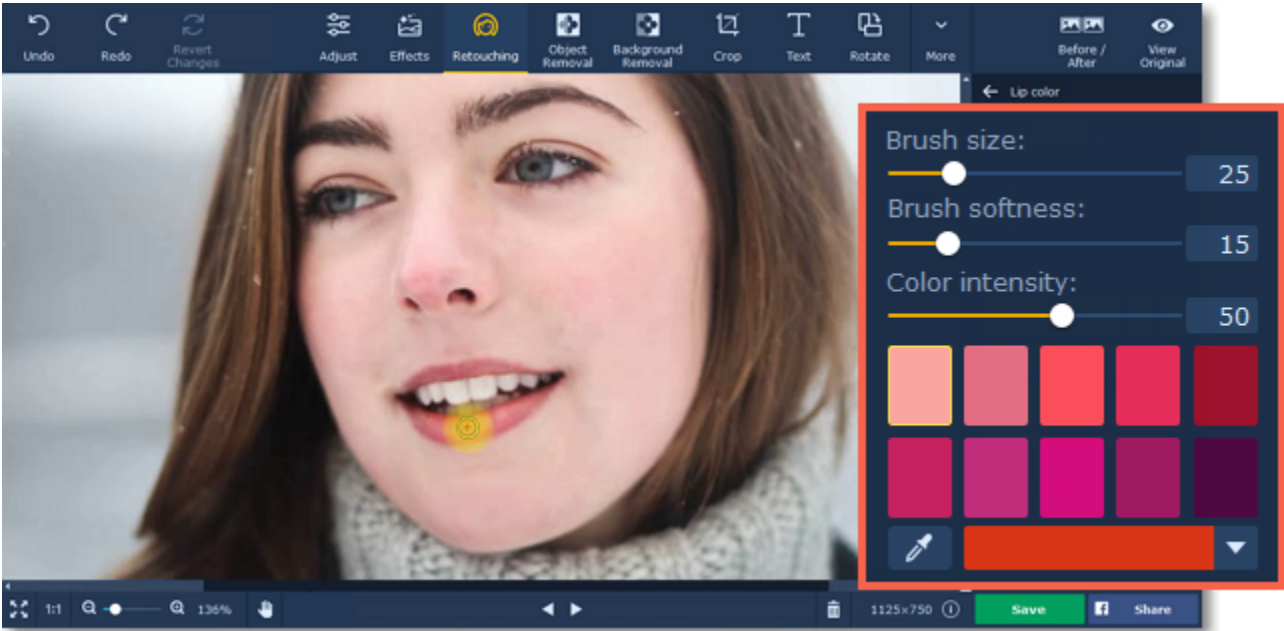 Undo
Redo
Revert
Changes
Adjust
Effects
Retouching
Object
Removal
Background
Removal
Crop
Text
Rotate
More
Before /
After
View
Original
Lip color
Brush size:
25
Brush softness:
15
Color intensity:
50
1:1
136%
1125×750
Save
Share